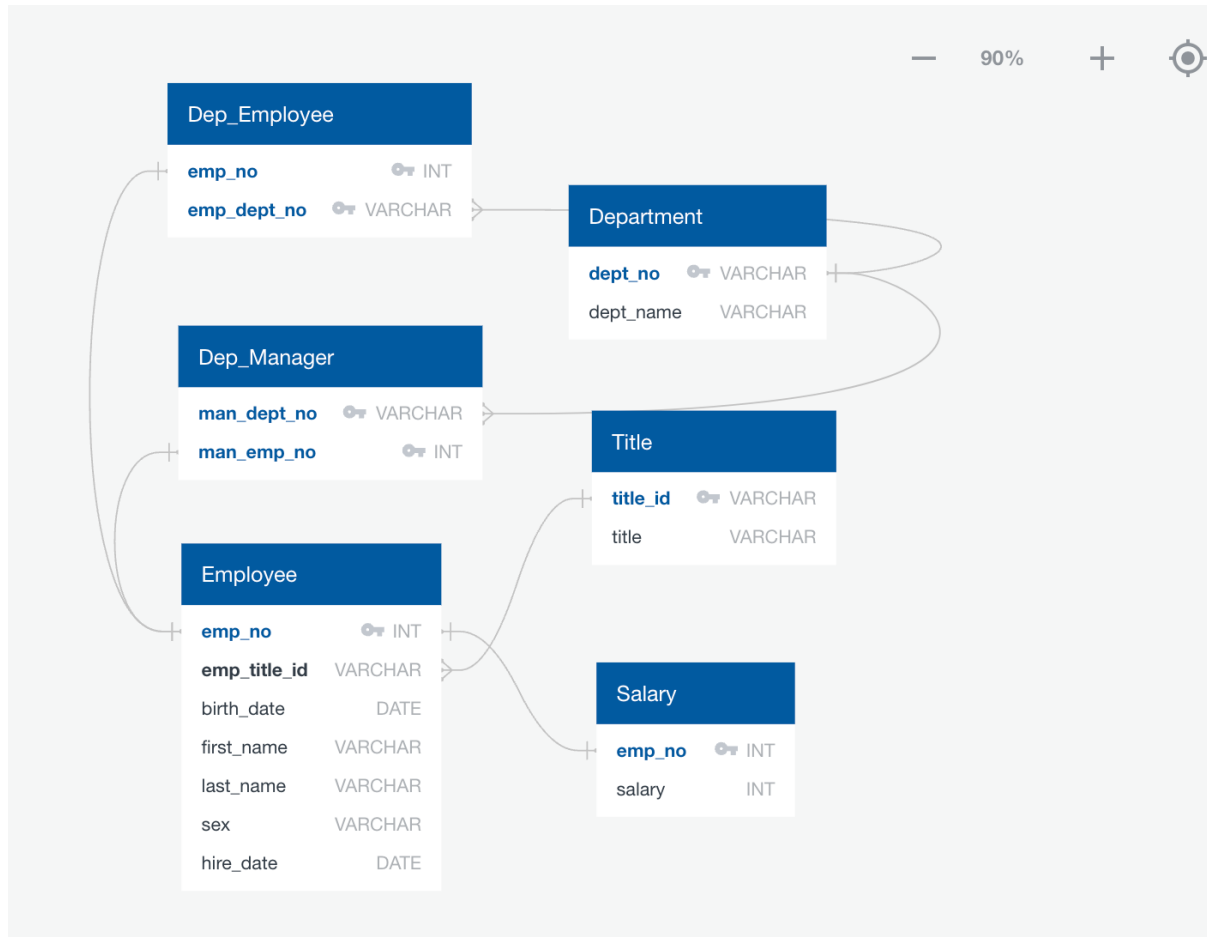 90%
Dep_Employee
emp_no INT
emp_dept_no VARCHAR
Department
dept_no VARCHAR
dept_name VARCHAR
Dep_Manager
man_dept_no VARCHAR
man_emp_no INT
Title
title_id VARCHAR
title VARCHAR
Employee
emp_no INT
emp_title_id VARCHAR
birth_date DATE
first_name VARCHAR
last_name VARCHAR
sex VARCHAR
hire_date DATE
Salary
emp_no INT
salary INT